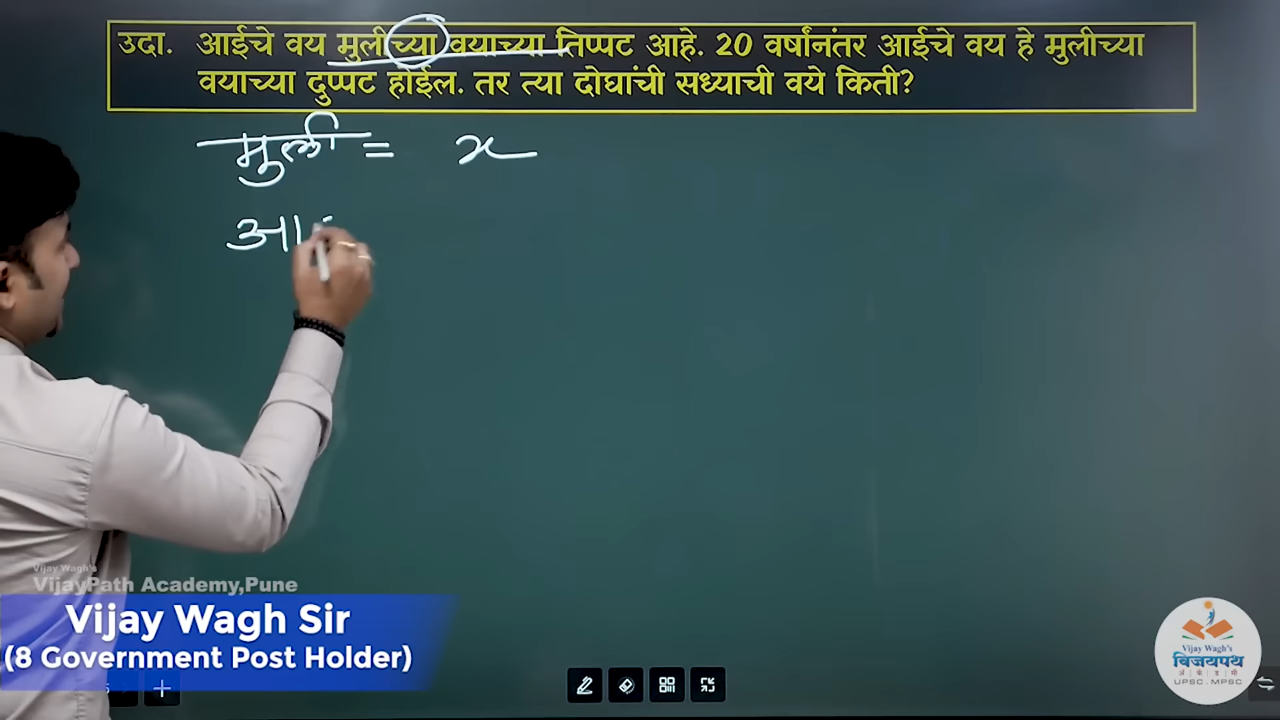 उदा. आईचे वय मुलीच्या वयाच्या तिप्पट आहे. 20 वर्षांनंतर आईचे वय हे मुलीच्या
वयाच्या दुप्पट होईल. तर त्या दोघांची सध्याची वये किती?
मुली = x
आ
Vijay Wagh's
VijayPath Academy,Pune
Vijay Wagh Sir
(8 Government Post Holder)
Vijay Wagh's
विजयपथ
UPSC.MPSC